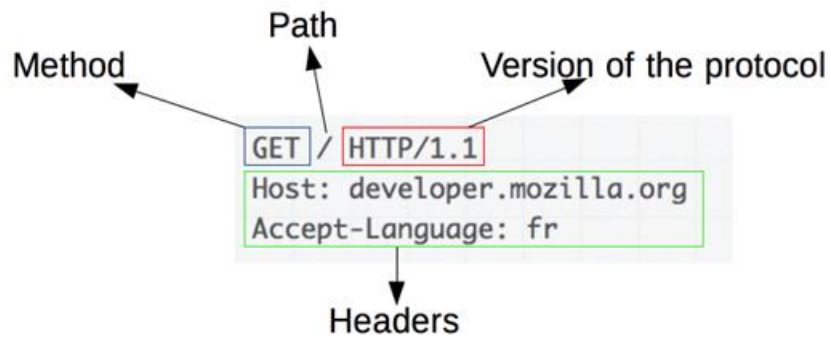 Path
Method
Version of the protocol
GET / HTTP/1.1
Host: developer.mozilla.org
Accept-Language: fr
Headers